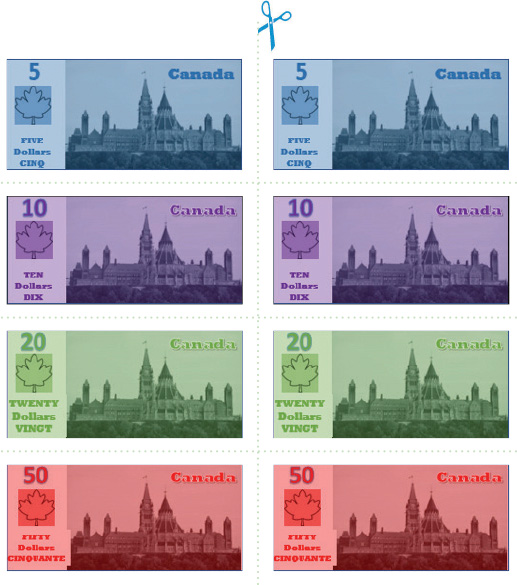 5 Canada
FIVE
Dollars
CINQ
5 Canada
FIVE
Dollars
CINQ
10 Canada
TEN
Dollars
DIX
10 Canada
TEN
Dollars
DIX
20 Canada
TWENTY
Dollars
VINGT
20 Canada
TWENTY
Dollars
VINGT
50 Canada
FIFTY
Dollars
CINQUANTE
50 Canada
FIFTY
Dollars
CINQUANTE